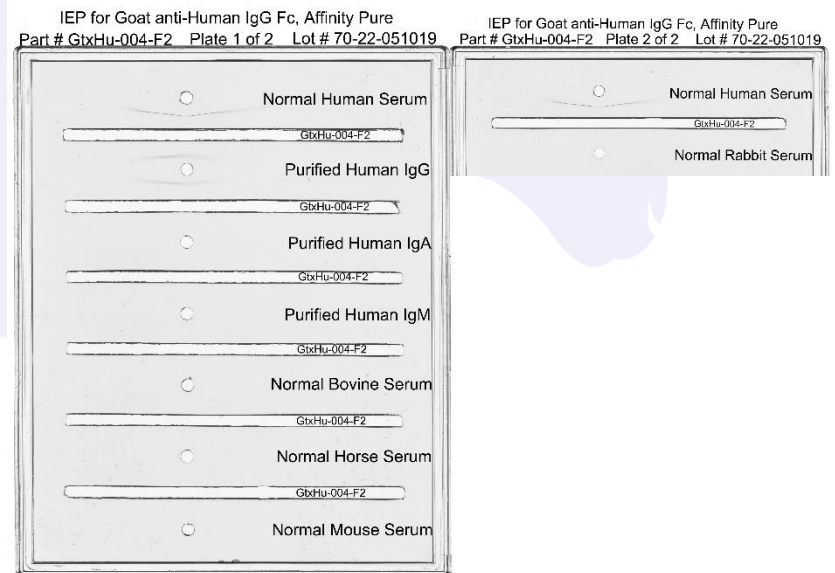 IEP for Goat anti-Human IgG Fc, Affinity Pure
Part # GtxHu-004-F2 Plate 1 of 2 Lot # 70-22-051019
Normal Human Serum
GtxHu-004-F2
Purified Human IgG
GtxHu-004-F2
Purified Human IgA
GtxHu-004-F2
Purified Human IgM
GtxHu-004-F2
Normal Bovine Serum
GtxHu-004-F2
Normal Horse Serum
GtxHu-004-F2
Normal Mouse Serum
IEP for Goat anti-Human IgG Fc, Affinity Pure
Part # GtxHu-004-F2 Plate 2 of 2 Lot # 70-22-051019
Normal Human Serum
GtxHu-004-F2
Normal Rabbit Serum